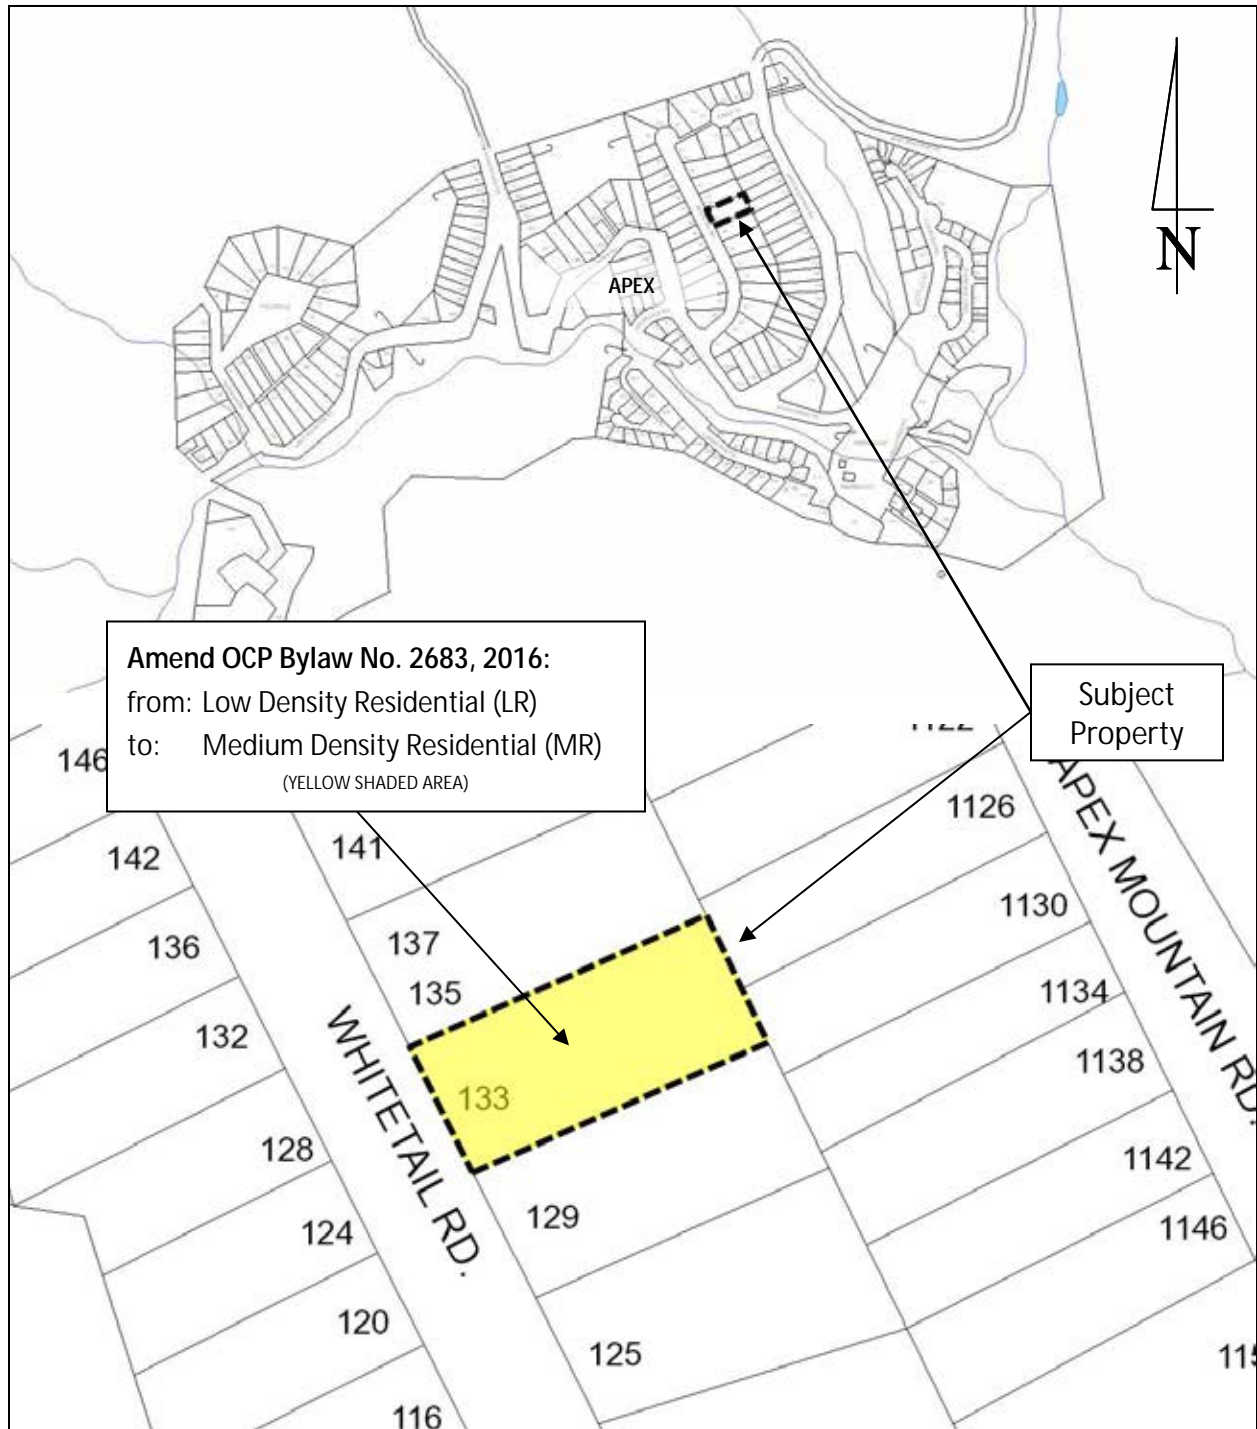 N
APEX
Amend OCP Bylaw No. 2683, 2016:
from: Low Density Residential (LR)
to: Medium Density Residential (MR)
(YELLOW SHADED AREA)
Subject
Property
146
142
136
132
128
124
120
116
WHITETAIL RD.
141
137
135
133
129
125
1122
1126
1130
1134
1138
1142
1146
APEX MOUNTAIN RD.